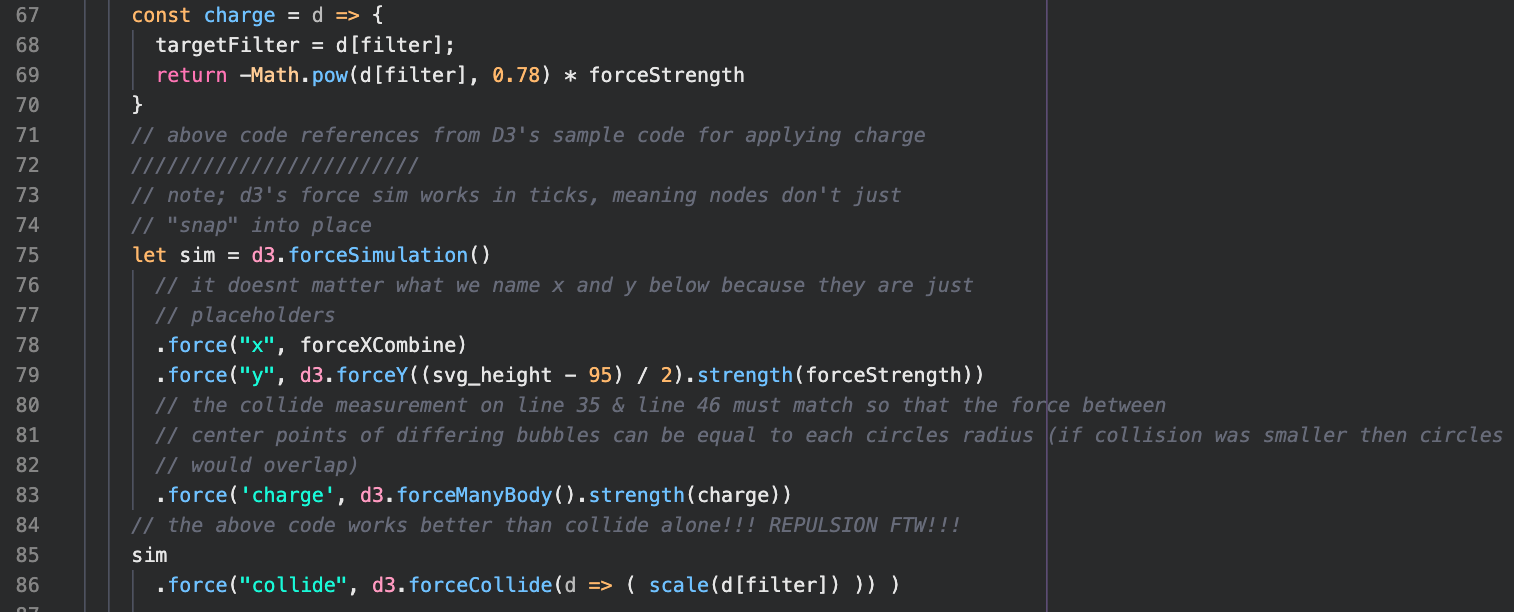 67 const charge = d => {
68 targetFilter = d[filter];
69 return -Math.pow(d[filter], 0.78) * forceStrength
70 }
71 // above code references from D3's sample code for applying charge
72 ////////////////////////
73 // note; d3's force sim works in ticks, meaning nodes don't just
74 // "snap" into place
75 let sim = d3.forceSimulation()
76 // it doesnt matter what we name x and y below because they are just
77 // placeholders
78 .force("x", forceXCombine)
79 .force("y", d3.forceY((svg_height - 95) / 2).strength(forceStrength))
80 // the collide measurement on line 35 & line 46 must match so that the force between
81 // center points of differing bubbles can be equal to each circles radius (if collision was smaller then circles
82 // would overlap)
83 .force('charge', d3.forceManyBody().strength(charge))
84 // the above code works better than collide alone!!! REPULSION FTW!!!
85 sim
86 .force("collide", d3.forceCollide(d => ( scale(d[filter]) )) )
87